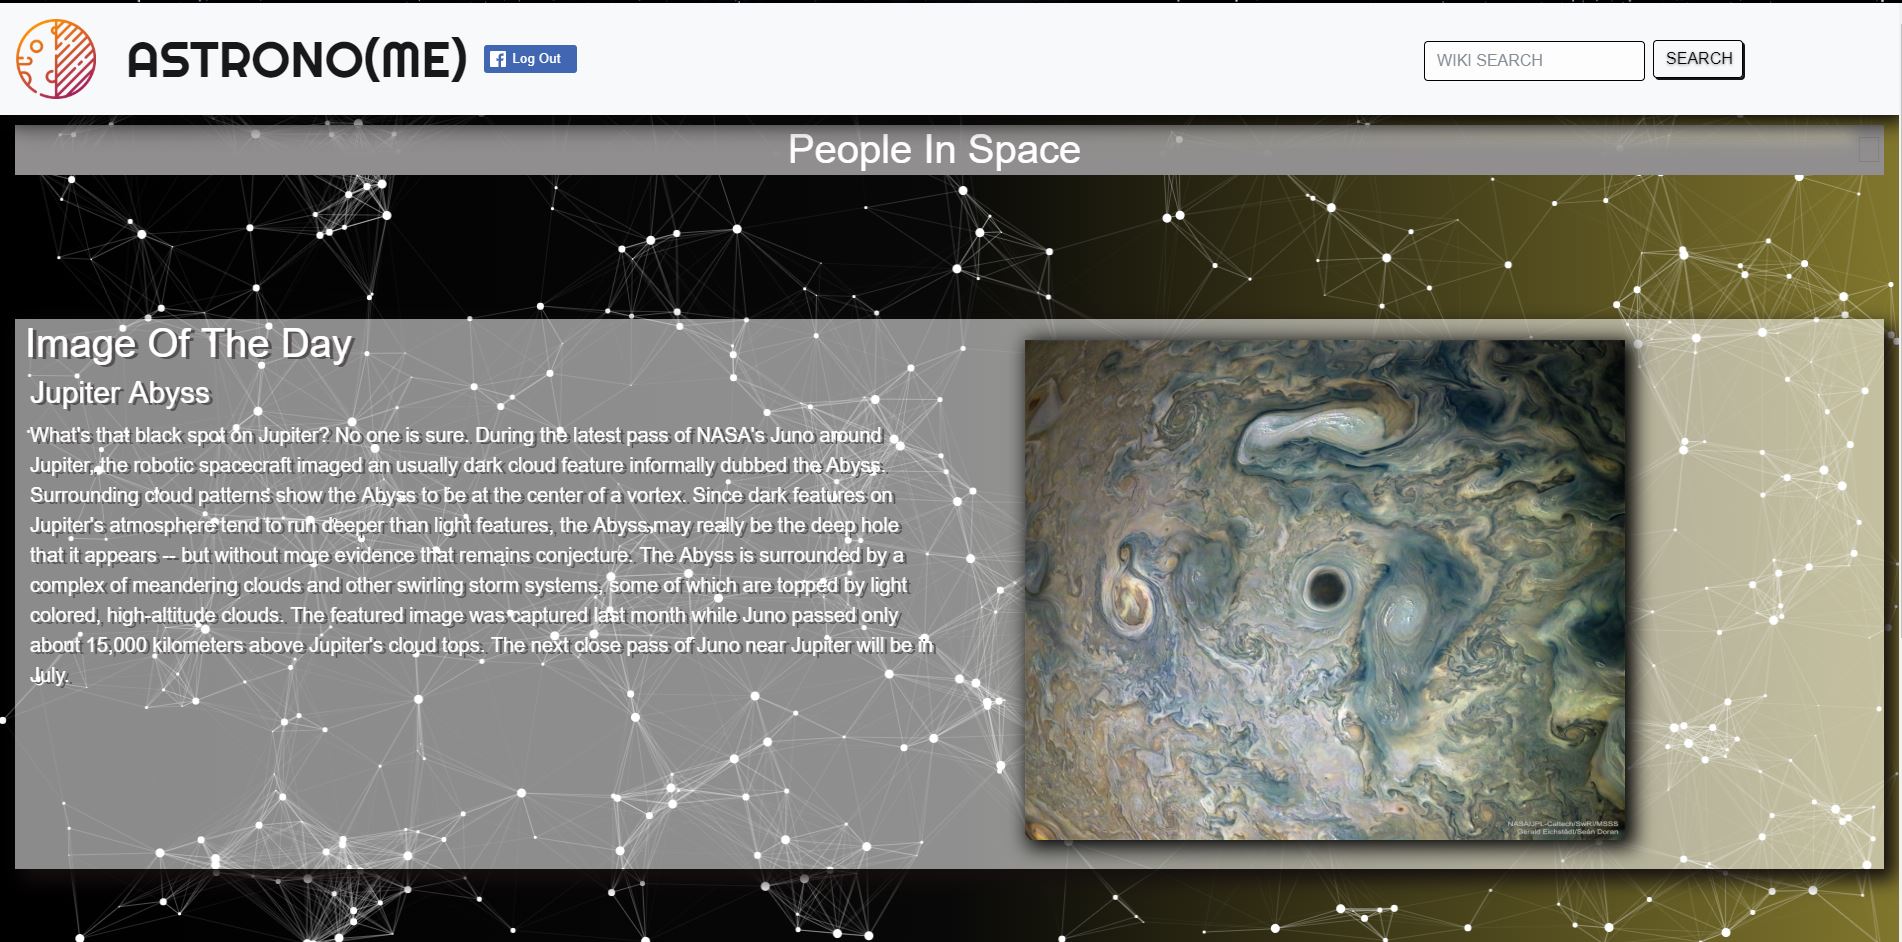 ASTRONO(ME)
Log Out
WIKI SEARCH
SEARCH
People In Space
Image Of The Day
Jupiter Abyss
What's that black spot on Jupiter? No one is sure. During the latest pass of NASA's Juno around
Jupiter, the robotic spacecraft imaged an usually dark cloud feature informally dubbed the Abyss.
Surrounding cloud patterns show the Abyss to be at the center of a vortex. Since dark features on
Jupiter's atmosphere tend to run deeper than light features, the Abyss may really be the deep hole
that it appears -- but without more evidence that remains conjecture. The Abyss is surrounded by a
complex of meandering clouds and other swirling storm systems, some of which are topped by light
colored, high-altitude clouds. The featured image was captured last month while Juno passed only
about 15,000 kilometers above Jupiter's cloud tops. The next close pass of Juno near Jupiter will be in
July.
NASA/JPL-Caltech/SwRI/MSSS
Gerald Eichstädt/Seán Doran